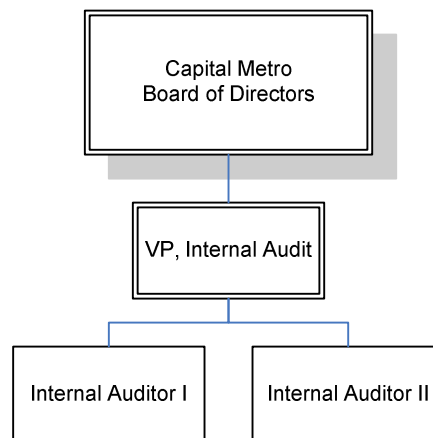 Capital Metro
Board of Directors
VP, Internal Audit
Internal Auditor I
Internal Auditor II